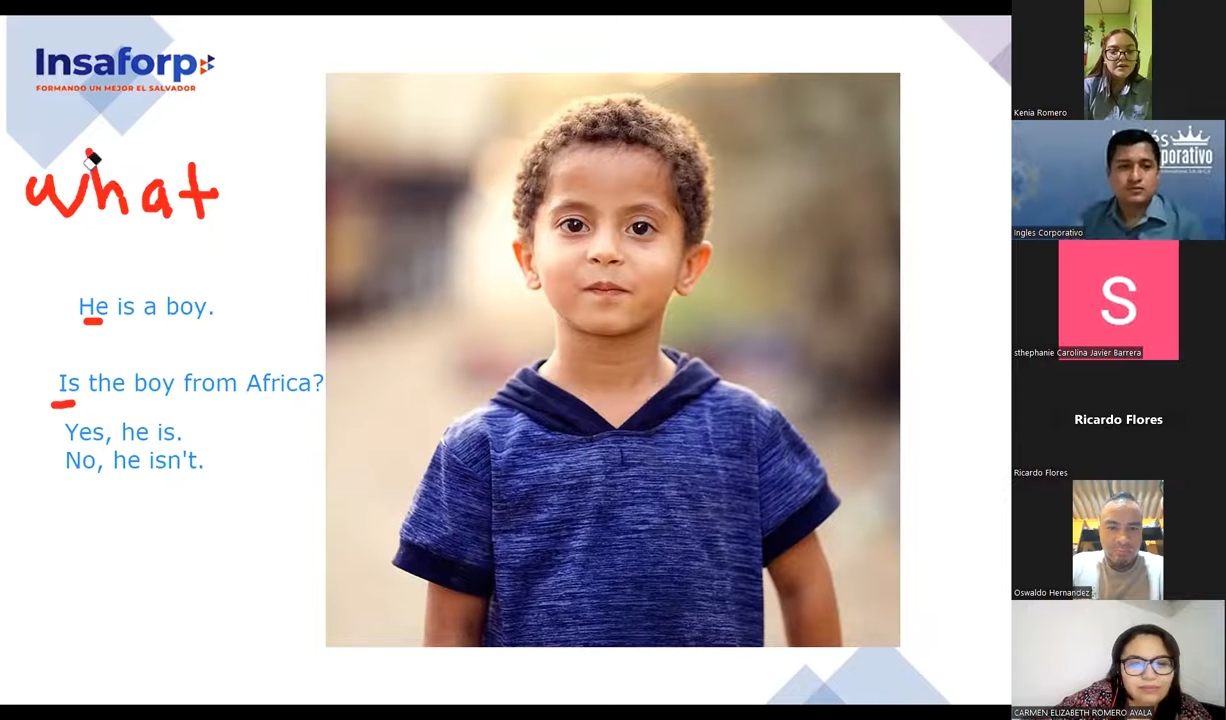 Insaforp
FORMANDO UN MEJOR EL SALVADOR
what
He is a boy.
Is the boy from Africa?
Yes, he is.
No, he isn't.
Kenia Romero
Ingles Corporativo
S
sthephanie Carolina Javier Barrera
Ricardo Flores
Ricardo Flores
Oswaldo Hernandez
CARMEN ELIZABETH ROMERO AYALA